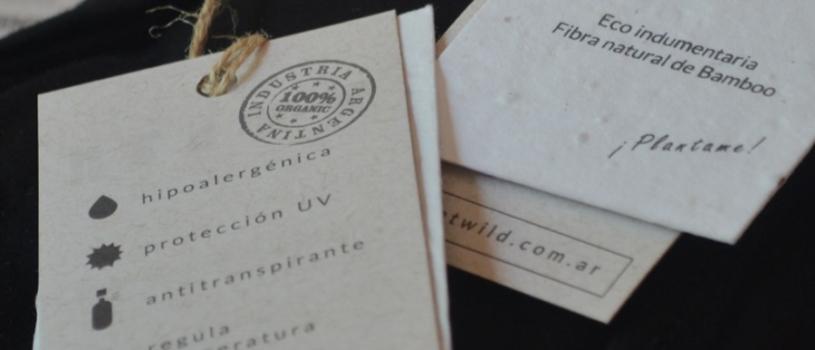 INDUSTRIA ARGENTINA
100%
ORGANIC
hipoalergénica
protección UV
antitranspirante
regula
Eco indumentaria
Fibra natural de Bamboo
¡Plantame!
twild.com.ar